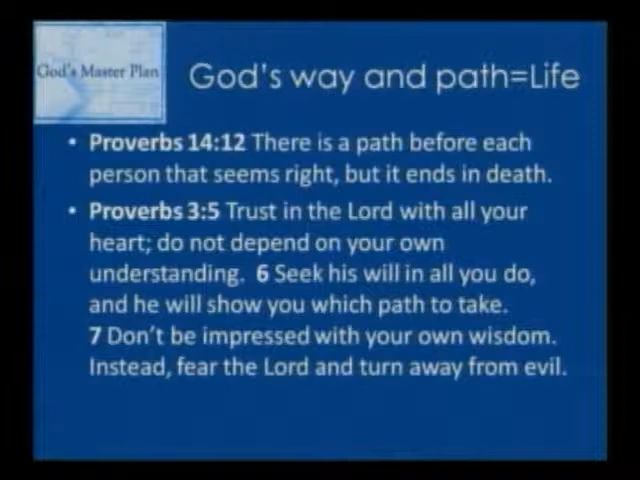 God's Master Plan
God's way and path=Life
• Proverbs 14:12 There is a path before each
person that seems right, but it ends in death.
• Proverbs 3:5 Trust in the Lord with all your
heart; do not depend on your own
understanding. 6 Seek his will in all you do,
and he will show you which path to take.
7 Don't be impressed with your own wisdom.
Instead, fear the Lord and turn away from evil.